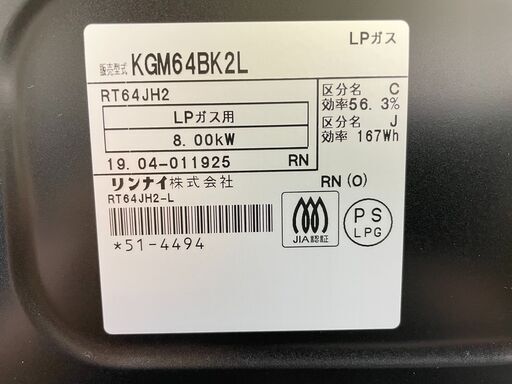 LPガス
販売型式 KGM64BK2L
RT64JH2
LPガス用
8.00kW
19.04-011925 RN
区分名 C
効率56.3%
区分名 J
効率 167Wh
リンナイ株式会社
RT64JH2-L
RN(O)
*51-4494
JIA認証
PS
LPG